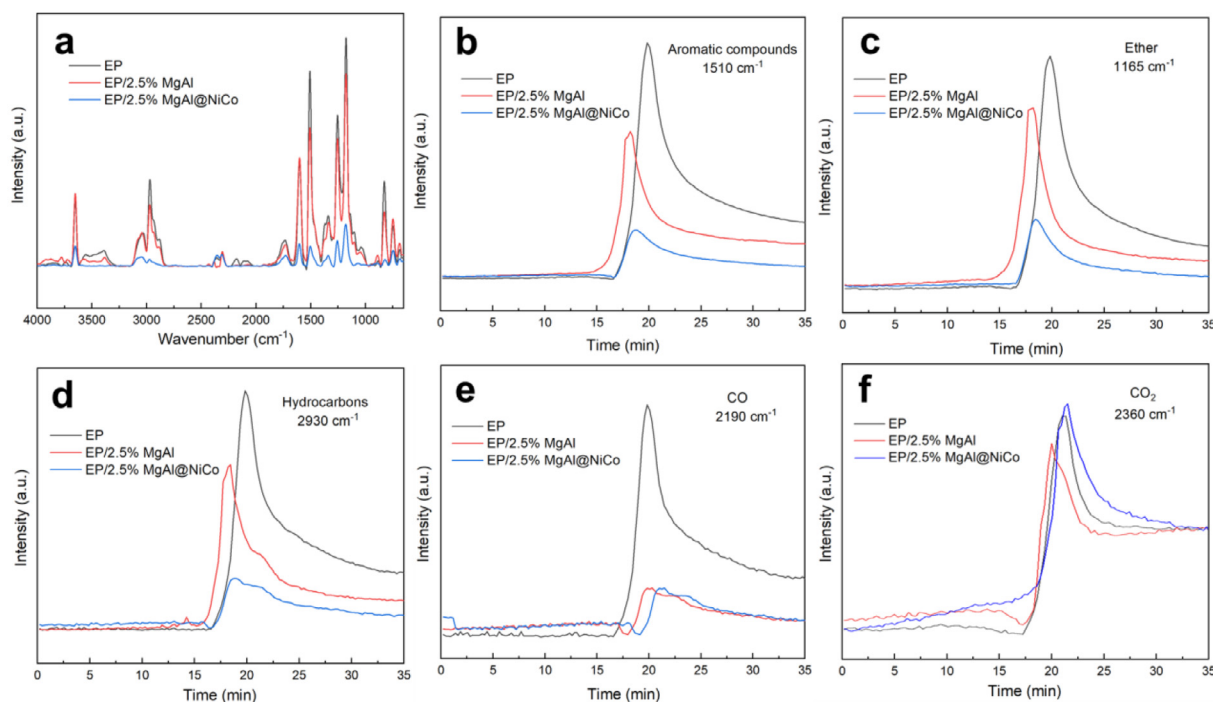 a
EP
EP/2.5% MgAl
EP/2.5% MgAl@NiCo
Intensity (a.u.)
4000 3500 3000 2500 2000 1500 1000
Wavenumber (cm⁻¹)
b
Aromatic compounds
1510 cm⁻¹
EP
EP/2.5% MgAl
EP/2.5% MgAl@NiCo
Intensity (a.u.)
0 5 10 15 20 25 30 35
Time (min)
c
Ether
1165 cm⁻¹
EP
EP/2.5% MgAl
EP/2.5% MgAl@NiCo
Intensity (a.u.)
0 5 10 15 20 25 30 35
Time (min)
d
Hydrocarbons
2930 cm⁻¹
EP
EP/2.5% MgAl
EP/2.5% MgAl@NiCo
Intensity (a.u.)
0 5 10 15 20 25 30 35
Time (min)
e
CO
2190 cm⁻¹
EP
EP/2.5% MgAl
EP/2.5% MgAl@NiCo
Intensity (a.u.)
0 5 10 15 20 25 30 35
Time (min)
f
CO₂
2360 cm⁻¹
EP
EP/2.5% MgAl
EP/2.5% MgAl@NiCo
Intensity (a.u.)
0 5 10 15 20 25 30 35
Time (min)